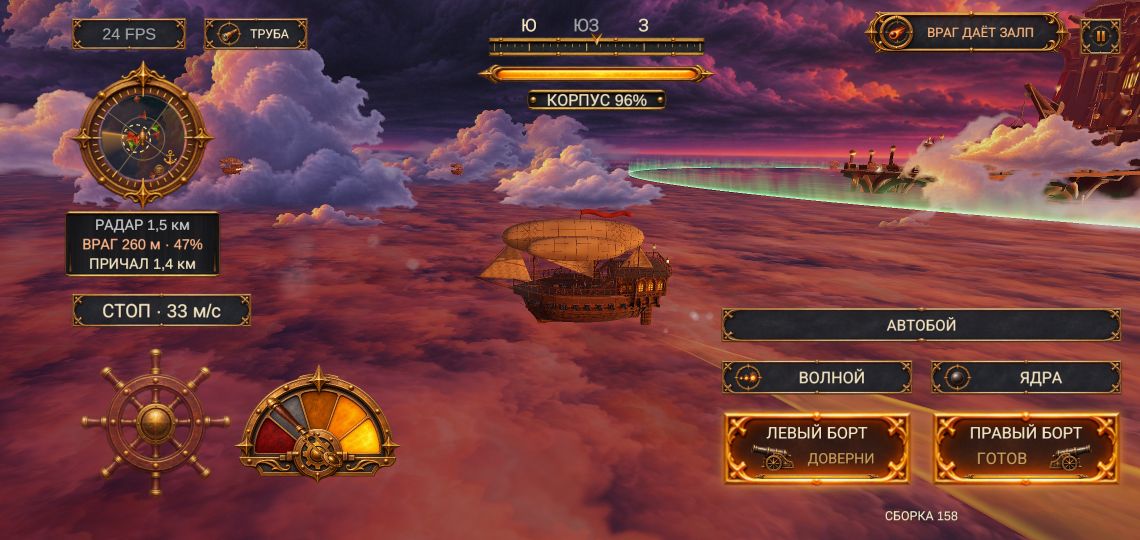 24 FPS
ТРУБА
Ю ЮЗ З
КОРПУС 96%
ВРАГ ДАЁТ ЗАЛП
РАДАР 1,5 км
ВРАГ 260 м · 47%
ПРИЧАЛ 1,4 км
СТОП · 33 м/с
АВТОБОЙ
ВОЛНОЙ
ЯДРА
ЛЕВЫЙ БОРТ
ДОВЕРНИ
ПРАВЫЙ БОРТ
ГОТОВ
СБОРКА 158